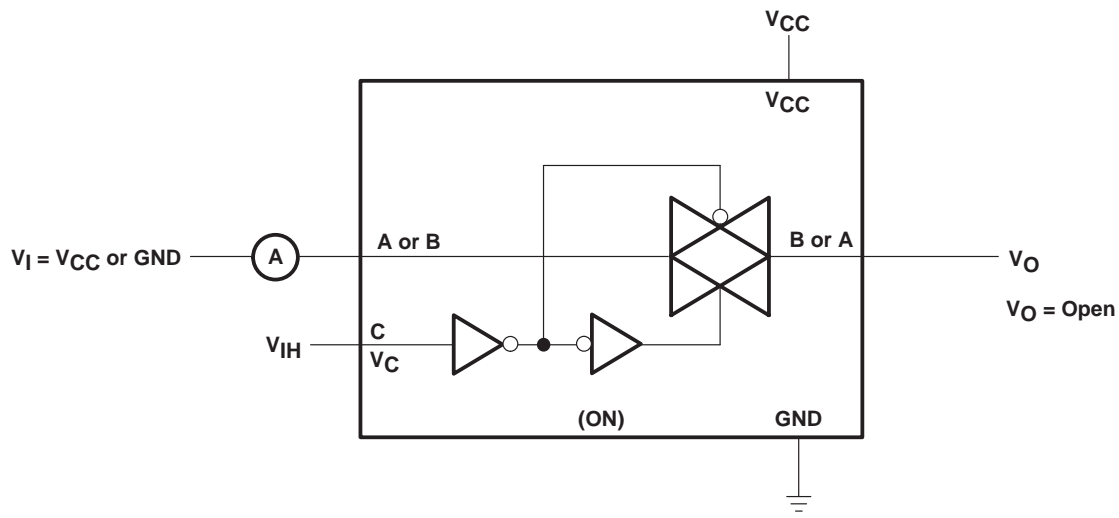 VCC
VCC
A or B
B or A
VI = VCC or GND
A
VO
VO = Open
VIH
C
VC
(ON)
GND